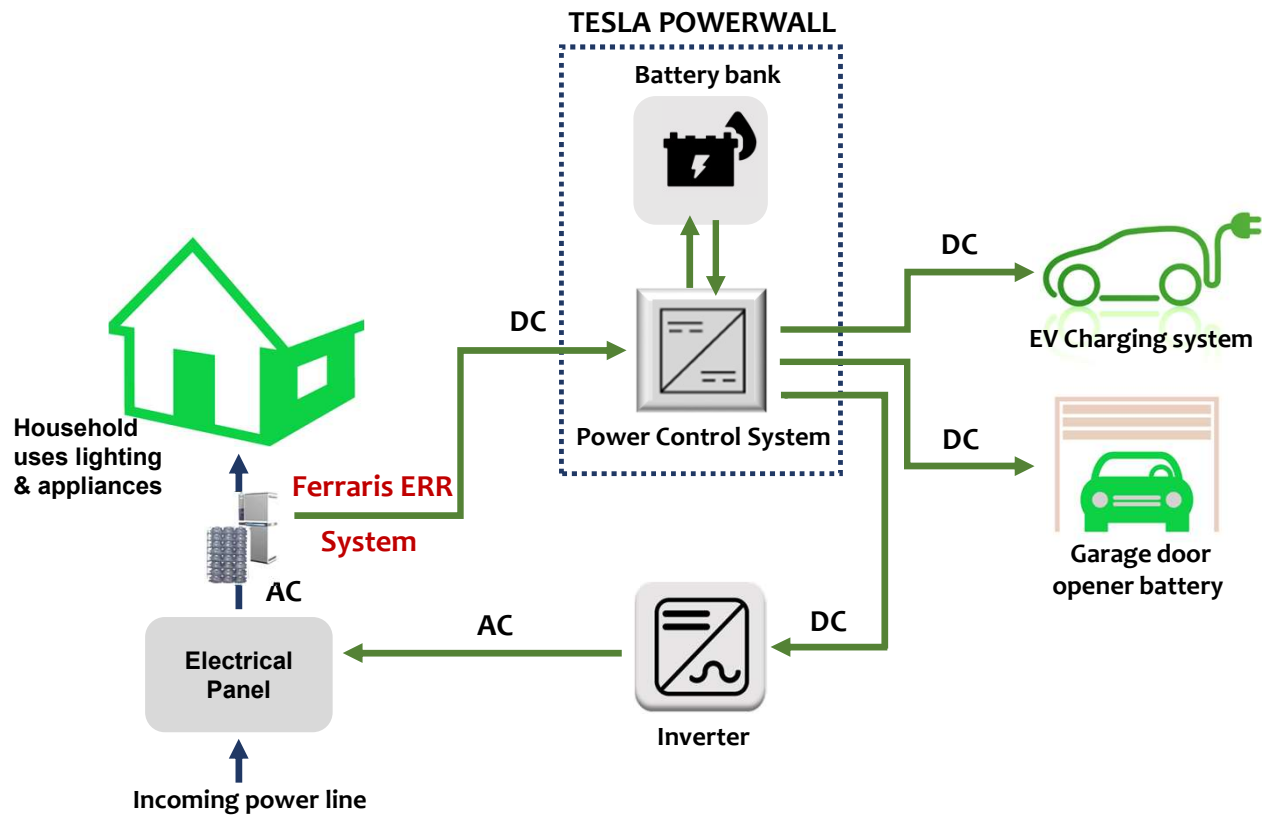 TESLA POWERWALL
Battery bank
DC
DC
EV Charging system
Power Control System
Household
uses lighting
& appliances
Ferraris ERR
System
DC
Garage door
opener battery
AC
AC
DC
Electrical
Panel
Inverter
Incoming power line